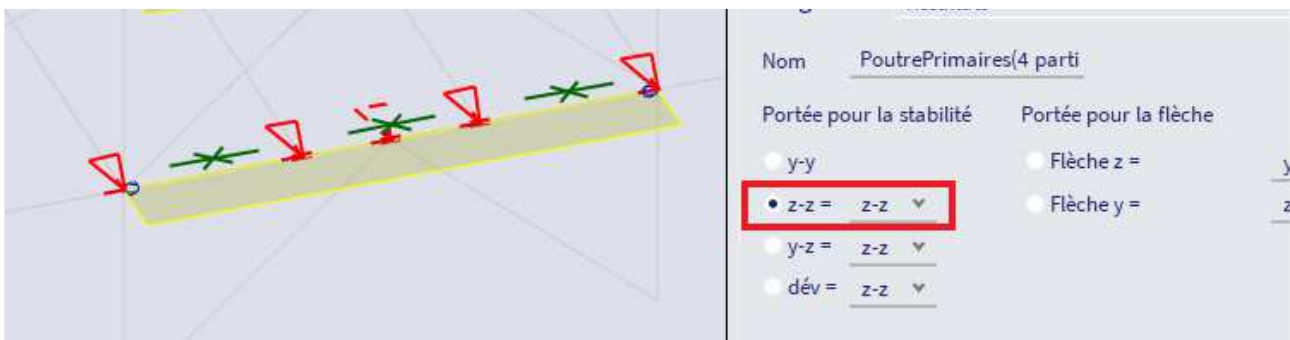 Nom PoutrePrimaires(4 parti
Portée pour la stabilité Portée pour la flèche
y-y Flèche z = y
z-z = z-z Flèche y = z
y-z = z-z
dév = z-z